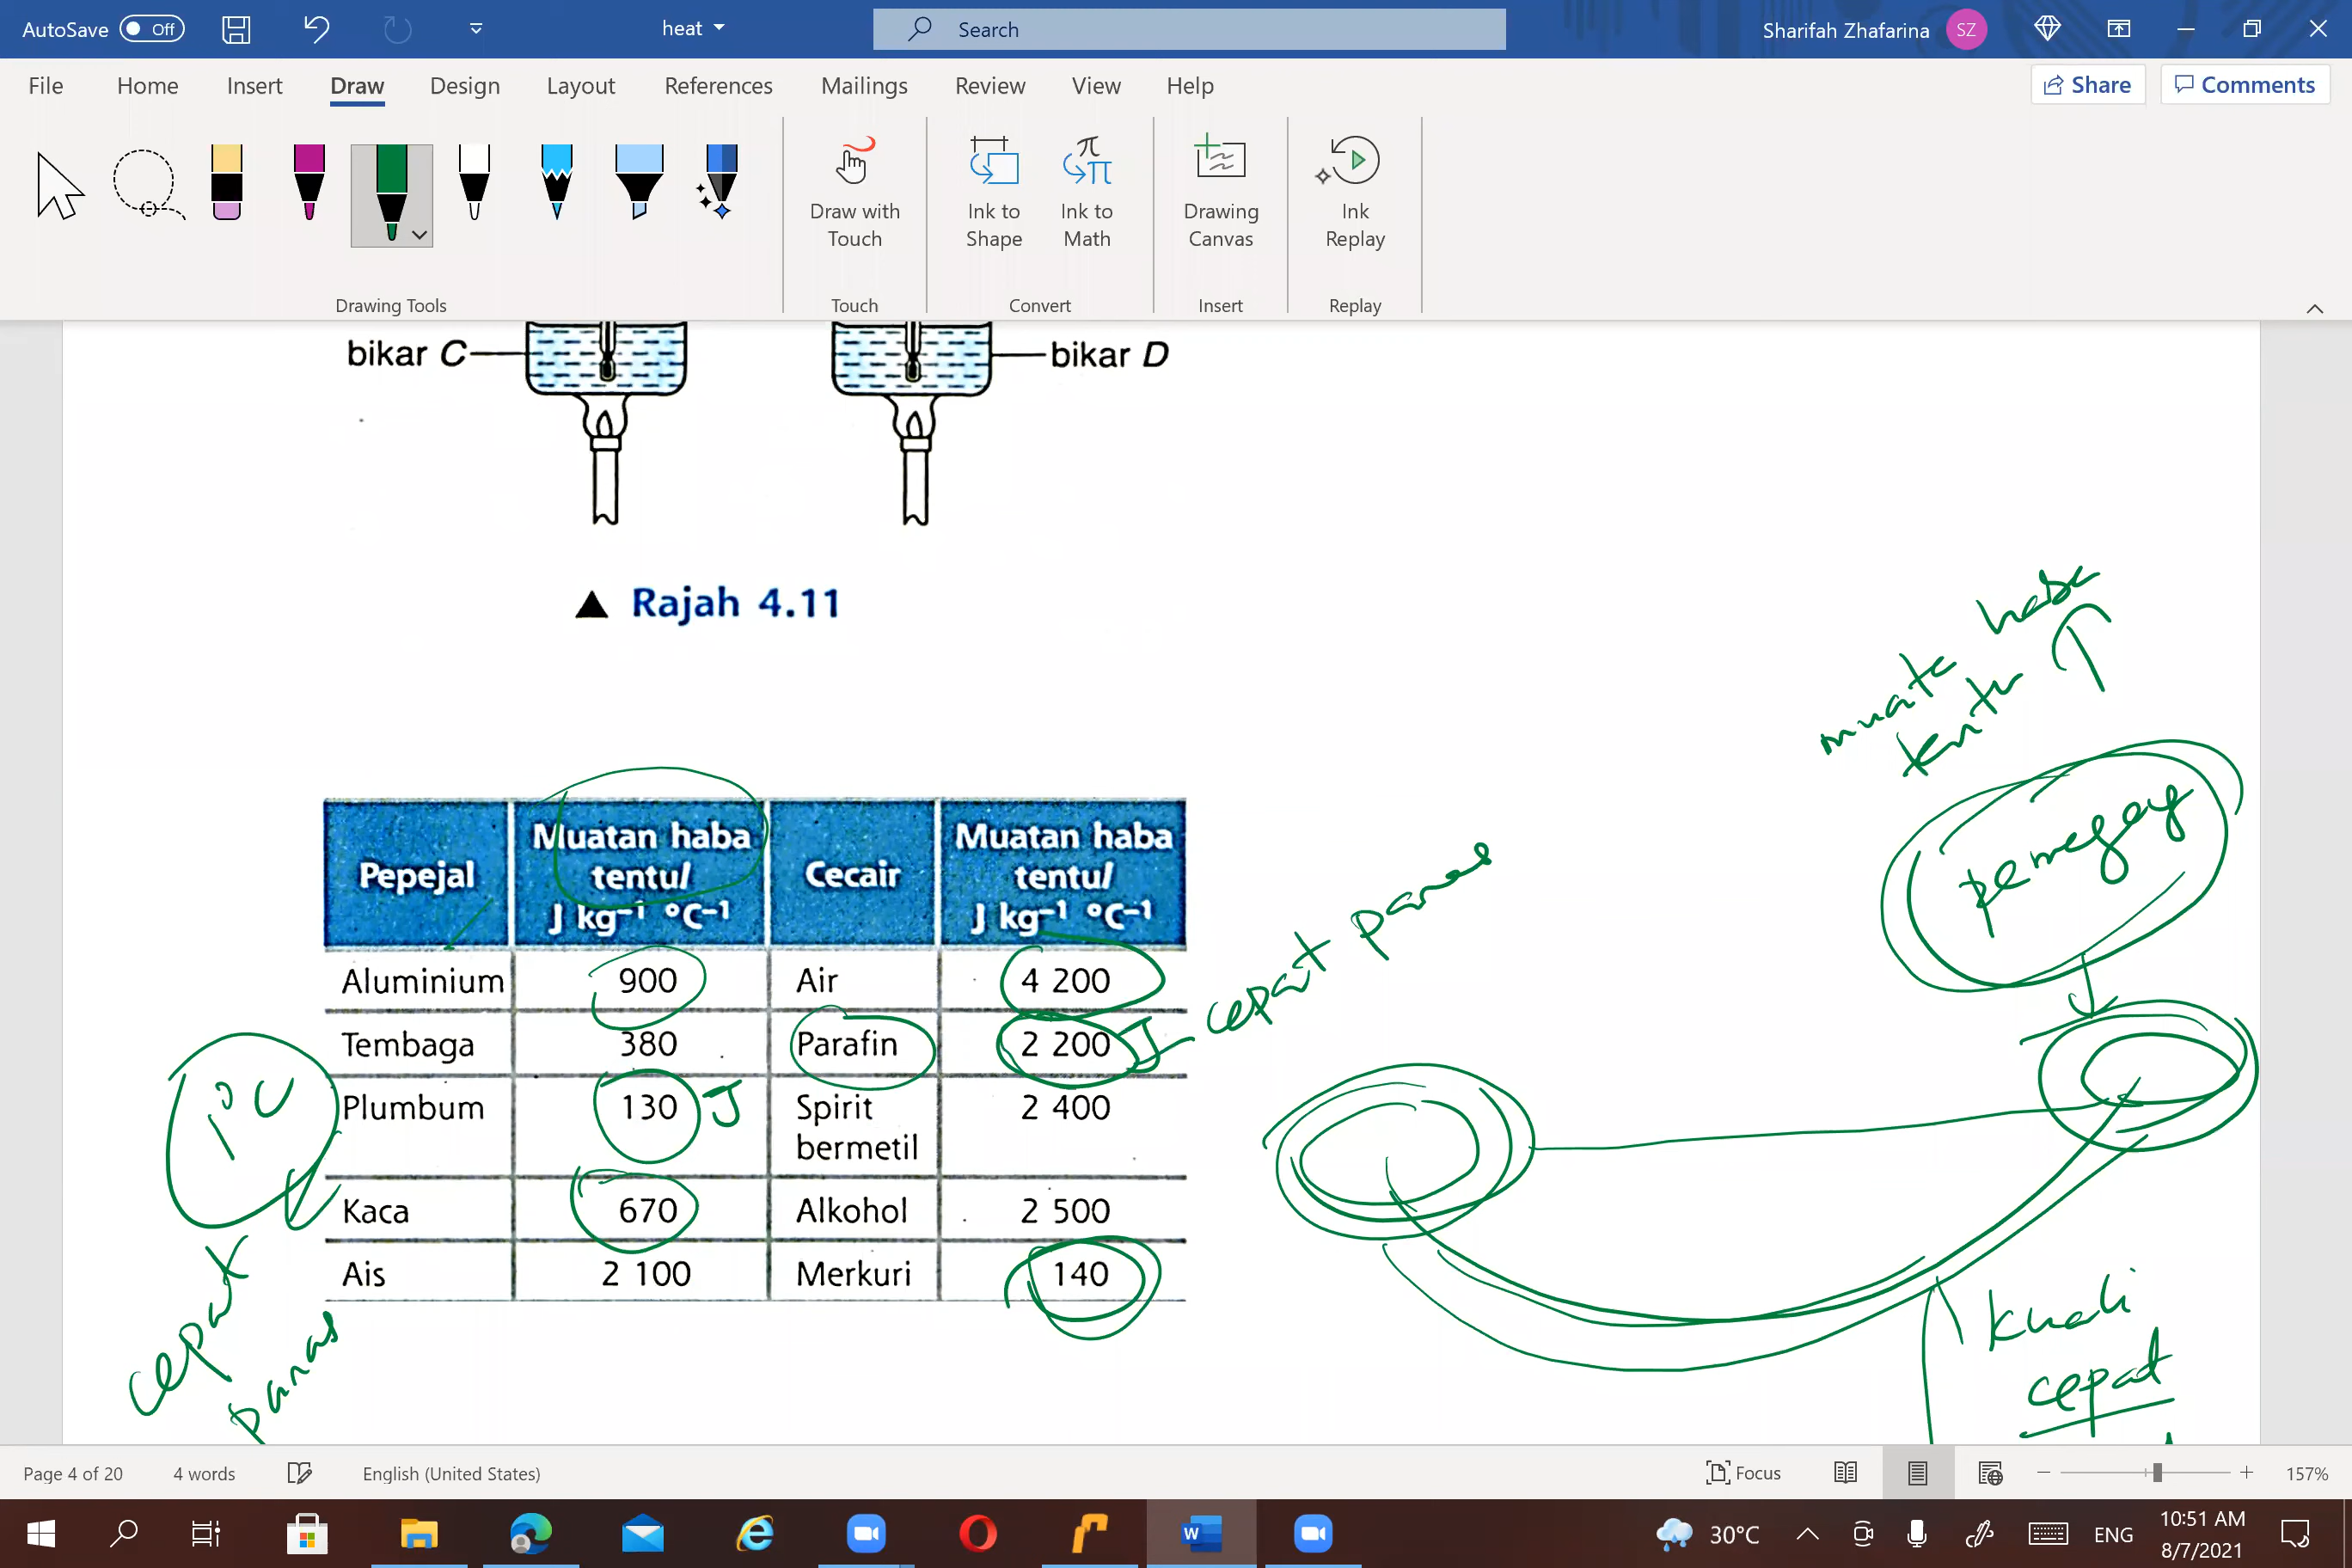 AutoSave Off heat Search Sharifah Zhafarina SZ
File Home Insert Draw Design Layout References Mailings Review View Help Share Comments
Draw with Touch
Ink to Shape
Ink to Math
Drawing Canvas
Ink Replay
Drawing Tools Touch Convert Insert Replay
bikar C bikar D
▲ Rajah 4.11
haba
muatan
tentu ↑
pemegang
Pepejal Muatan haba tentu/ J kg⁻¹ °C⁻¹ Cecair Muatan haba tentu/ J kg⁻¹ °C⁻¹
Aluminium 900 Air 4 200
Tembaga 380 Parafin 2 200 J cepat panas
1°C Plumbum 130 J Spirit bermetil 2 400
Kaca 670 Alkohol 2 500
Ais 2 100 Merkuri 140
cepat
panas
kuali
cepat
Page 4 of 20 4 words English (United States) Focus 157%
30°C ENG 10:51 AM
8/7/2021